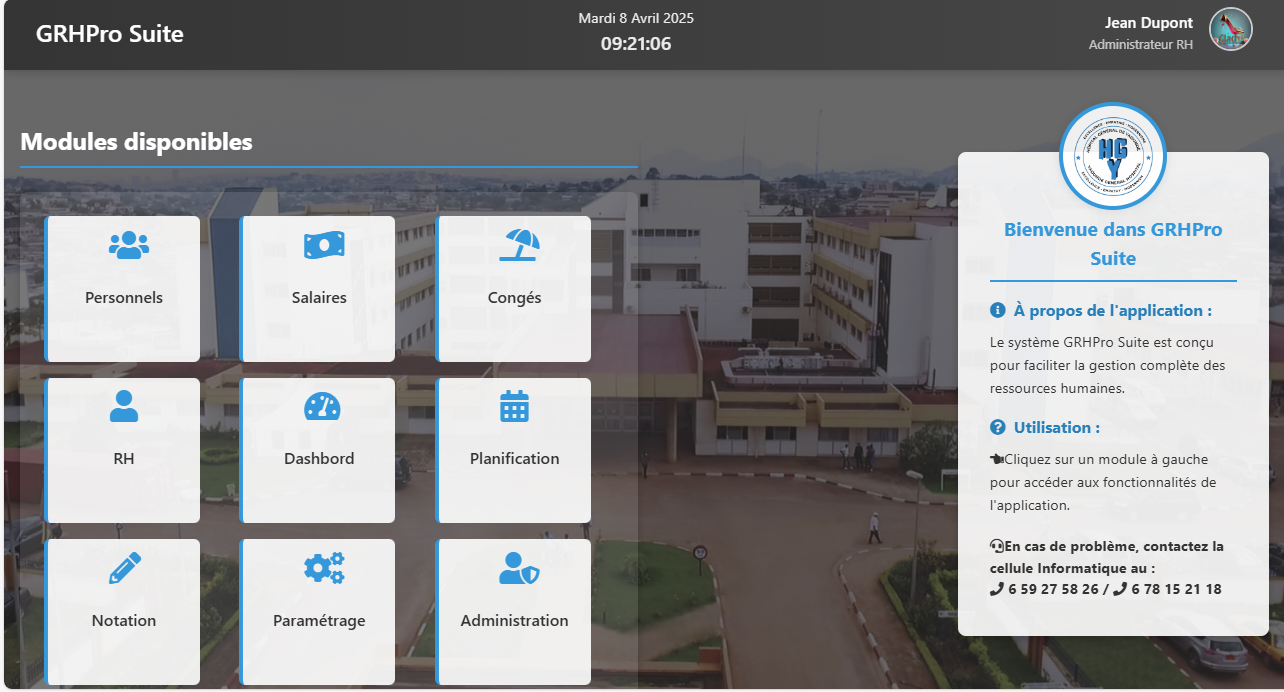 GRHPro Suite
Mardi 8 Avril 2025
09:21:06
Jean Dupont
Administrateur RH
Modules disponibles
Personnels
Salaires
Congés
RH
Dashbord
Planification
Notation
Paramétrage
Administration
HGY
Bienvenue dans GRHPro
Suite
À propos de l'application :
Le système GRHPro Suite est conçu
pour faciliter la gestion complète des
ressources humaines.
Utilisation :
Cliquez sur un module à gauche
pour accéder aux fonctionnalités de
l'application.
En cas de problème, contactez la
cellule Informatique au :
6 59 27 58 26 / 6 78 15 21 18